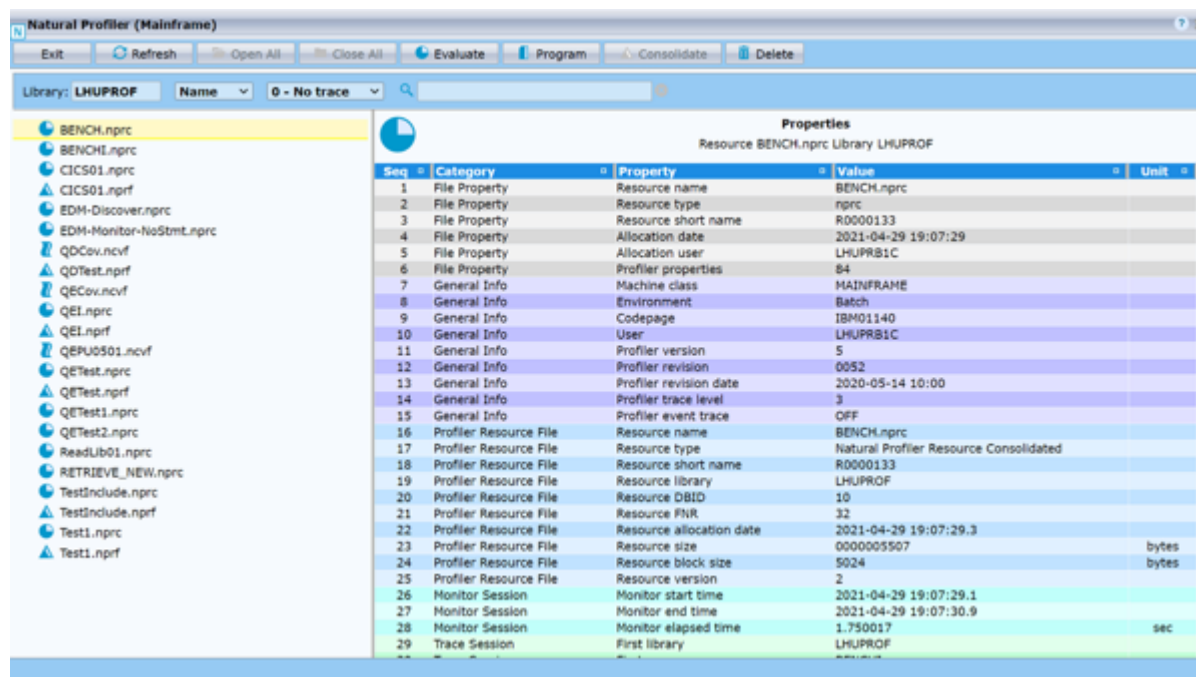 Natural Profiler (Mainframe)
Exit Refresh Open All Close All Evaluate Program Consolidate Delete
Library: LHUPROF Name 0 - No trace
BENCH.nprc
BENCHI.nprc
CICS01.nprc
CICS01.nprf
EDM-Discover.nprc
EDM-Monitor-NoStmt.nprc
QDCov.ncvf
QDTest.nprf
QECov.ncvf
QEI.nprc
QEI.nprf
QEPU0501.ncvf
QETest.nprc
QETest.nprf
QETest1.nprc
QETest2.nprc
ReadLib01.nprc
RETRIEVE_NEW.nprc
TestInclude.nprc
TestInclude.nprf
Test1.nprc
Test1.nprf
Properties
Resource BENCH.nprc Library LHUPROF
Seq Category Property Value Unit
1 File Property Resource name BENCH.nprc
2 File Property Resource type nprc
3 File Property Resource short name R0000133
4 File Property Allocation date 2021-04-29 19:07:29
5 File Property Allocation user LHUPRB1C
6 File Property Profiler properties 84
7 General Info Machine class MAINFRAME
8 General Info Environment Batch
9 General Info Codepage IBM01140
10 General Info User LHUPRB1C
11 General Info Profiler version 5
12 General Info Profiler revision 0052
13 General Info Profiler revision date 2020-05-14 10:00
14 General Info Profiler trace level 3
15 General Info Profiler event trace OFF
16 Profiler Resource File Resource name BENCH.nprc
17 Profiler Resource File Resource type Natural Profiler Resource Consolidated
18 Profiler Resource File Resource short name R0000133
19 Profiler Resource File Resource library LHUPROF
20 Profiler Resource File Resource DBID 10
21 Profiler Resource File Resource FNR 32
22 Profiler Resource File Resource allocation date 2021-04-29 19:07:29.3
23 Profiler Resource File Resource size 0000005507 bytes
24 Profiler Resource File Resource block size 5024 bytes
25 Profiler Resource File Resource version 2
26 Monitor Session Monitor start time 2021-04-29 19:07:29.1
27 Monitor Session Monitor end time 2021-04-29 19:07:30.9
28 Monitor Session Monitor elapsed time 1.750017 sec
29 Trace Session First library LHUPROF